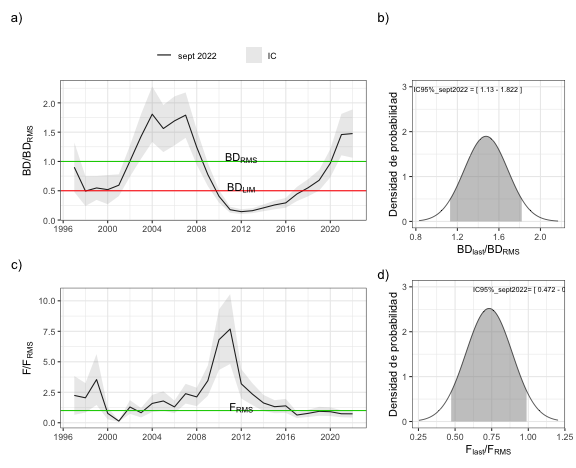 a)
b)
sept 2022 IC
BD/BDRMS
2.0
1.5
1.0
0.5
0.0
BDRMS
BDLIM
1996 2000 2004 2008 2012 2016 2020
Densidad de probabilidad
3
2
1
0
IC95%_sept2022 = [ 1.13 - 1.822 ]
0.8 1.2 1.6 2.0
BDlast/BDRMS
c)
d)
F/FRMS
10.0
7.5
5.0
2.5
0.0
FRMS
1996 2000 2004 2008 2012 2016 2020
Densidad de probabilidad
3
2
1
0
IC95%_sept2022= [ 0.472 - 0
0.25 0.50 0.75 1.00 1.25
Flast/FRMS